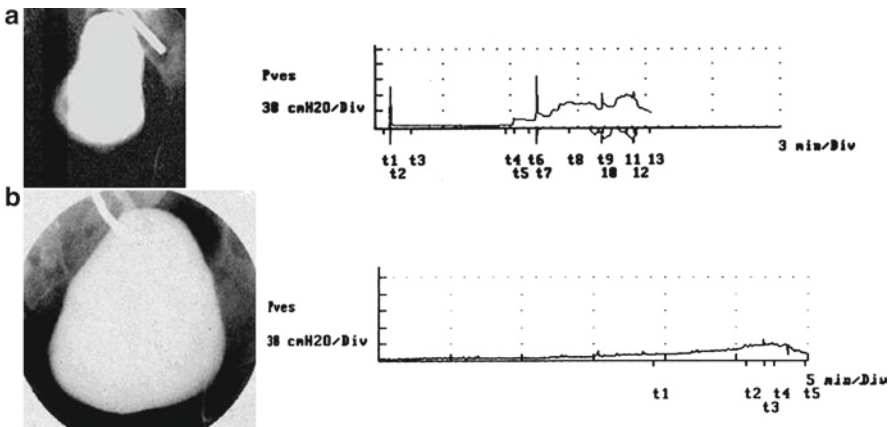 a
Pves
30 cmH2O/Div
3 min/Div
t1 t3 t4 t6 t8 t9 11 13
t2 t5 t7 10 12
b
Pves
30 cmH2O/Div
5 min/Div
t1 t2 t4 t5
t3